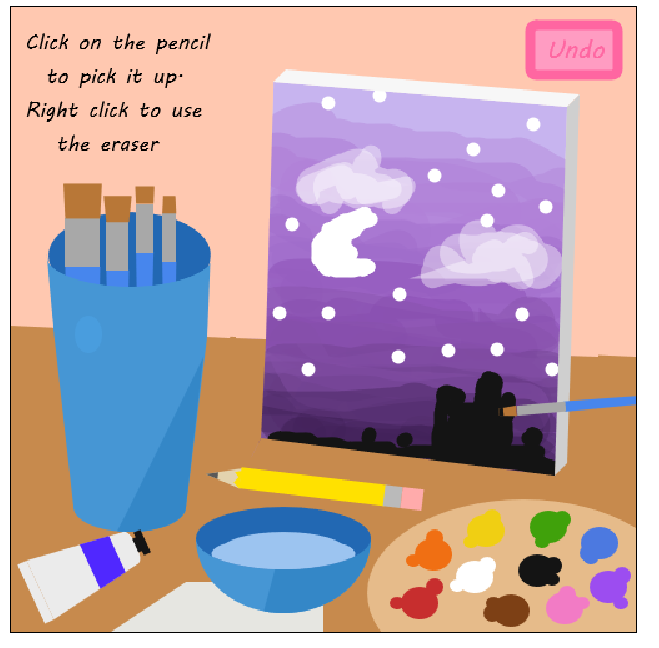 Click on the pencil
to pick it up.
Right click to use
the eraser
Undo